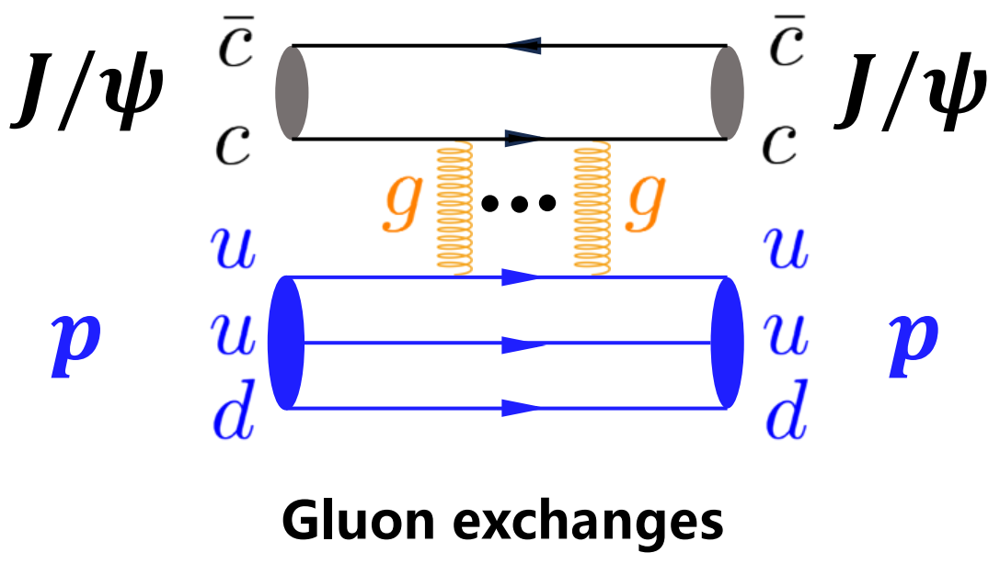 J/ψ c̄ c̄ J/ψ
c c
g ••• g
u u
p u u p
d d
Gluon exchanges